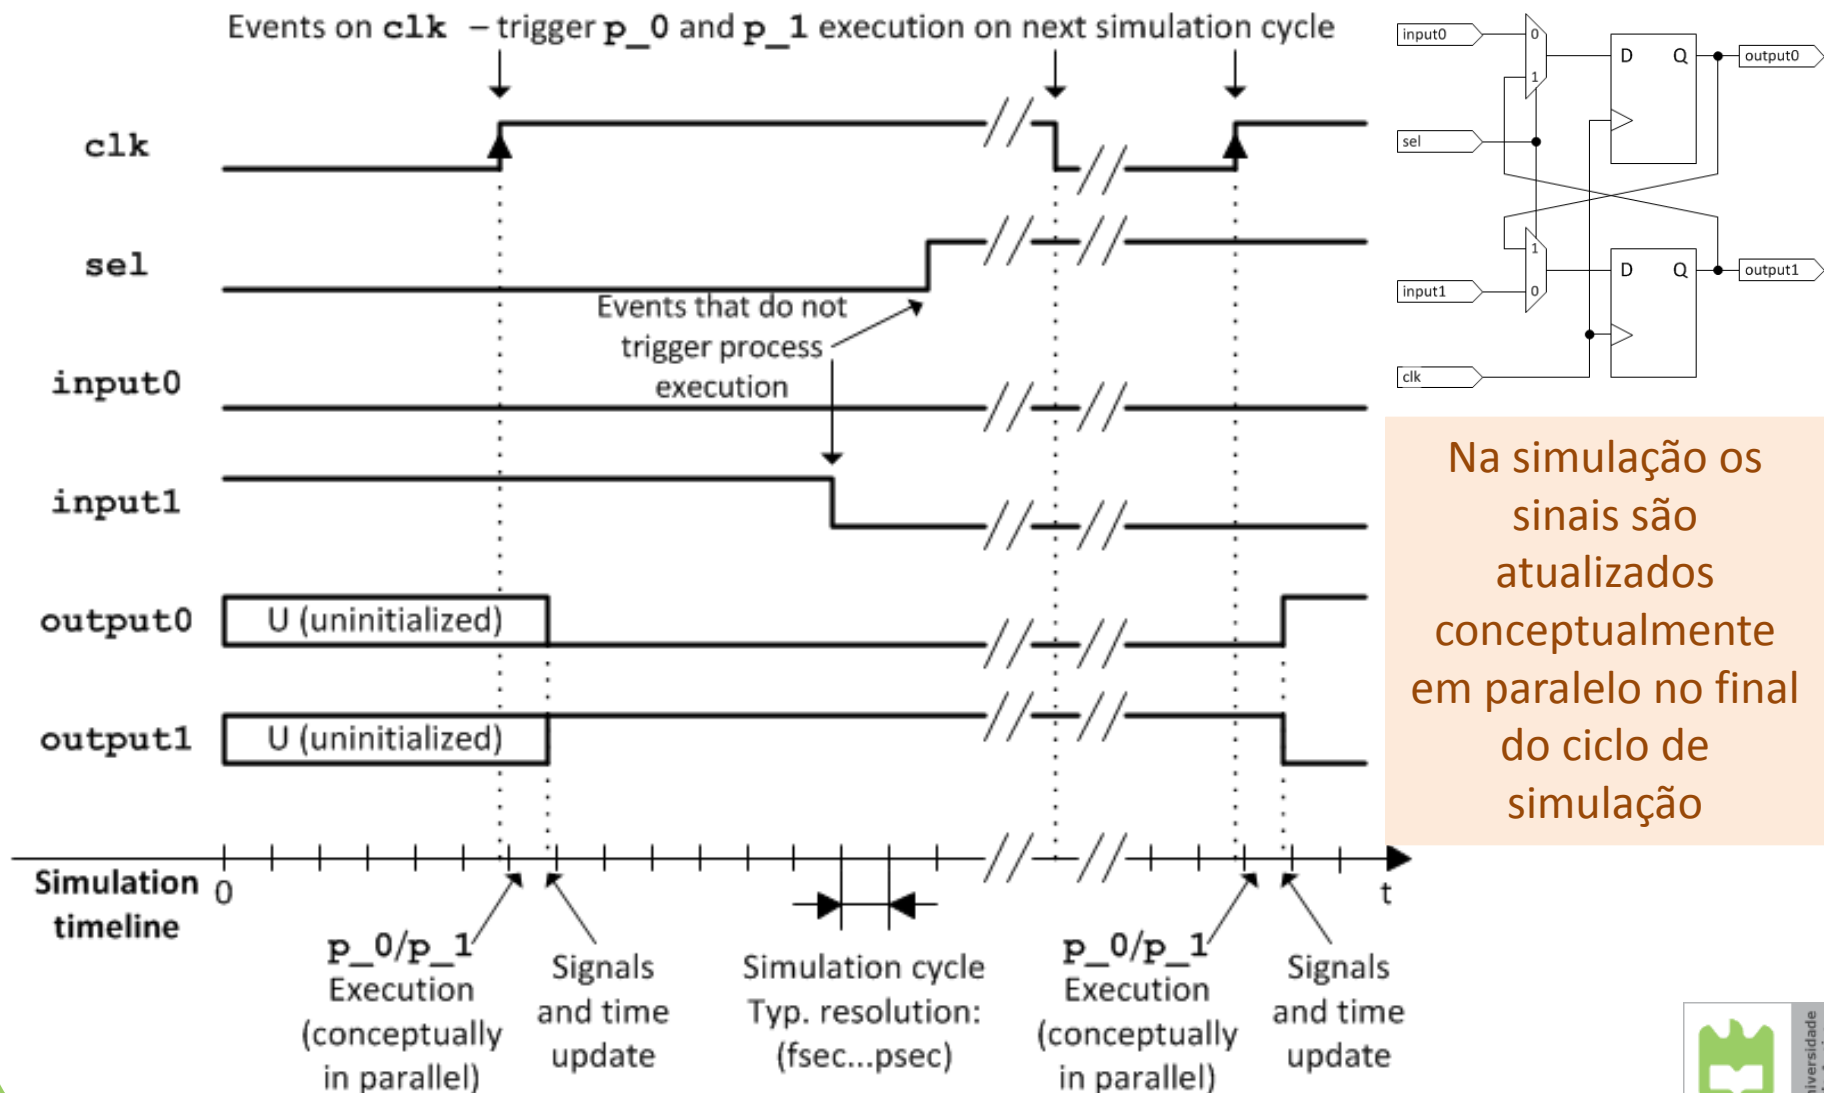 Events on clk – trigger p_0 and p_1 execution on next simulation cycle
clk
sel
input0
input1
output0
output1
Events that do not
trigger process
execution
U (uninitialized)
U (uninitialized)
Simulation
timeline
0
t
p_0/p_1
Execution
(conceptually
in parallel)
Signals
and time
update
Simulation cycle
Typ. resolution:
(fsec...psec)
p_0/p_1
Execution
(conceptually
in parallel)
Signals
and time
update
input0
0
1
D
Q
output0
sel
1
0
D
Q
output1
input1
clk
Na simulação os
sinais são
atualizados
conceptualmente
em paralelo no final
do ciclo de
simulação